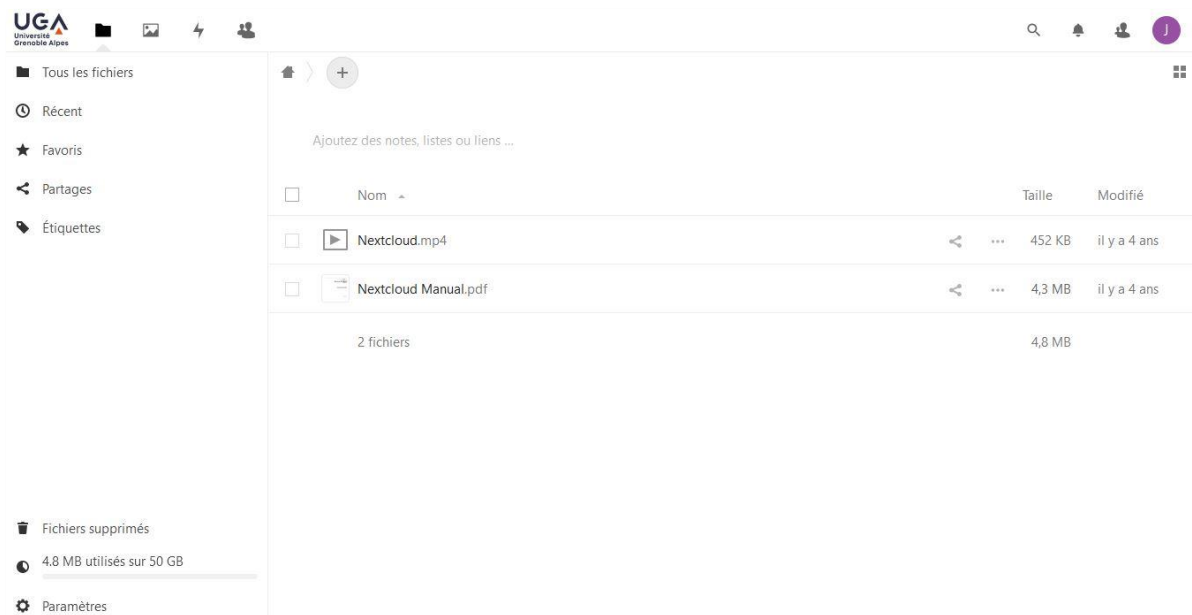 UGA
Université
Grenoble Alpes
J
Tous les fichiers
Récent
Favoris
Partages
Étiquettes
Ajoutez des notes, listes ou liens ...
Nom Taille Modifié
Nextcloud.mp4 452 KB il y a 4 ans
Nextcloud Manual.pdf 4,3 MB il y a 4 ans
2 fichiers 4,8 MB
Fichiers supprimés
4.8 MB utilisés sur 50 GB
Paramètres